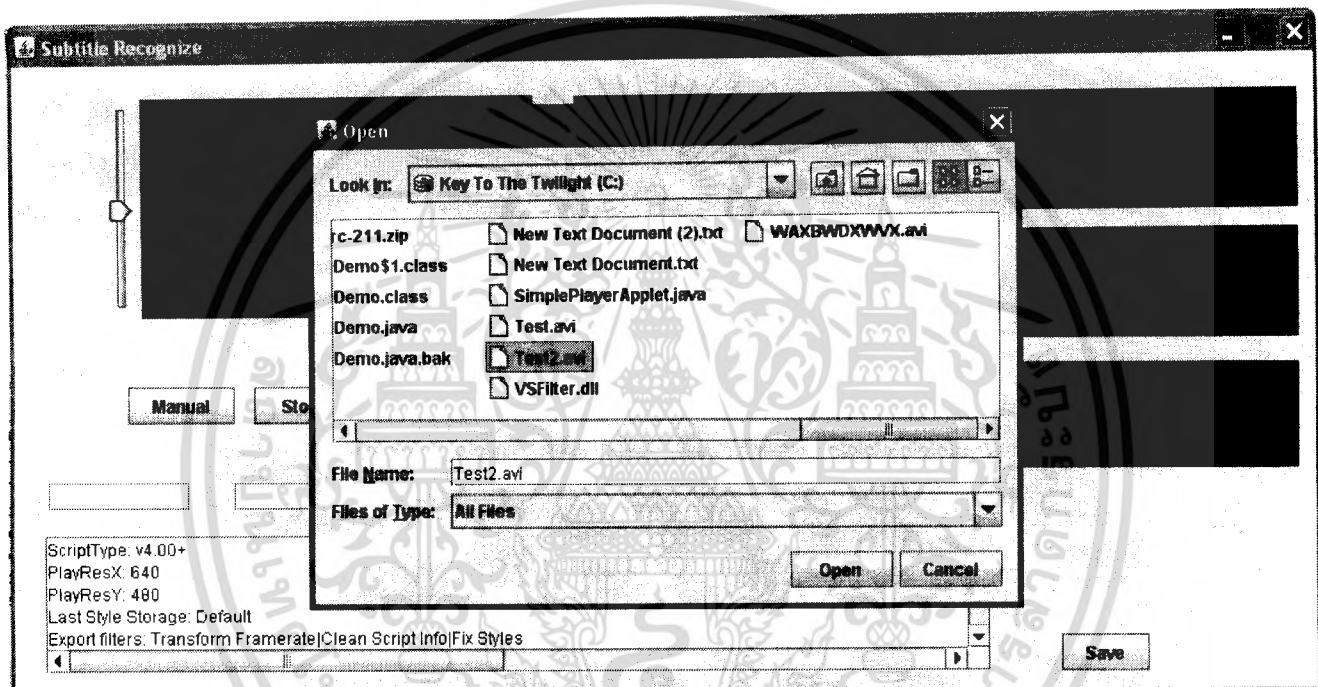 Subtitle Recognize
Open
Look In: Key To The Twilight (C:)
rc-211.zip
Demo$1.class
Demo.class
Demo.java
Demo.java.bak
New Text Document (2).txt
New Text Document.txt
SimplePlayerApplet.java
Test.avi
Test2.avi
VSFilter.dll
WAXBWDXWVX.avi
Manual
Sto
File Name: Test2.avi
Files of Type: All Files
Open Cancel
ScriptType: v4.00+
PlayResX: 640
PlayResY: 480
Last Style Storage: Default
Export filters: Transform Framerate|Clean Script Info|Fix Styles
Save